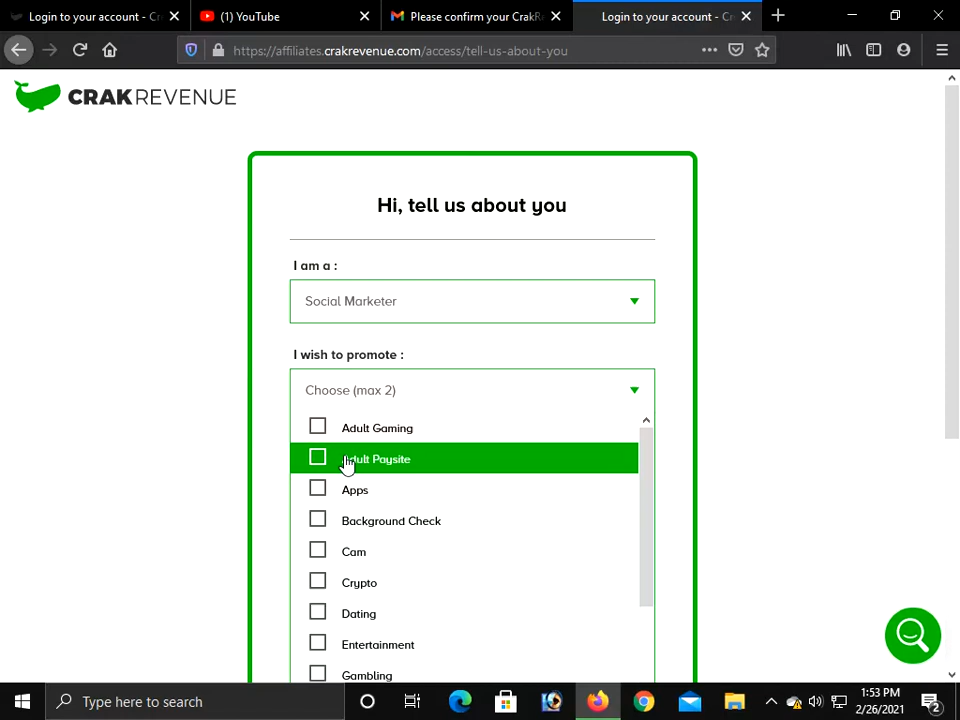 Login to your account - Cr
(1) YouTube
Please confirm your CrakRe
Login to your account - Cr
https://affiliates.crakrevenue.com/access/tell-us-about-you
CRAKREVENUE
Hi, tell us about you
I am a :
Social Marketer
I wish to promote :
Choose (max 2)
Adult Gaming
Adult Paysite
Apps
Background Check
Cam
Crypto
Dating
Entertainment
Gambling
Type here to search
1:53 PM
2/26/2021
2